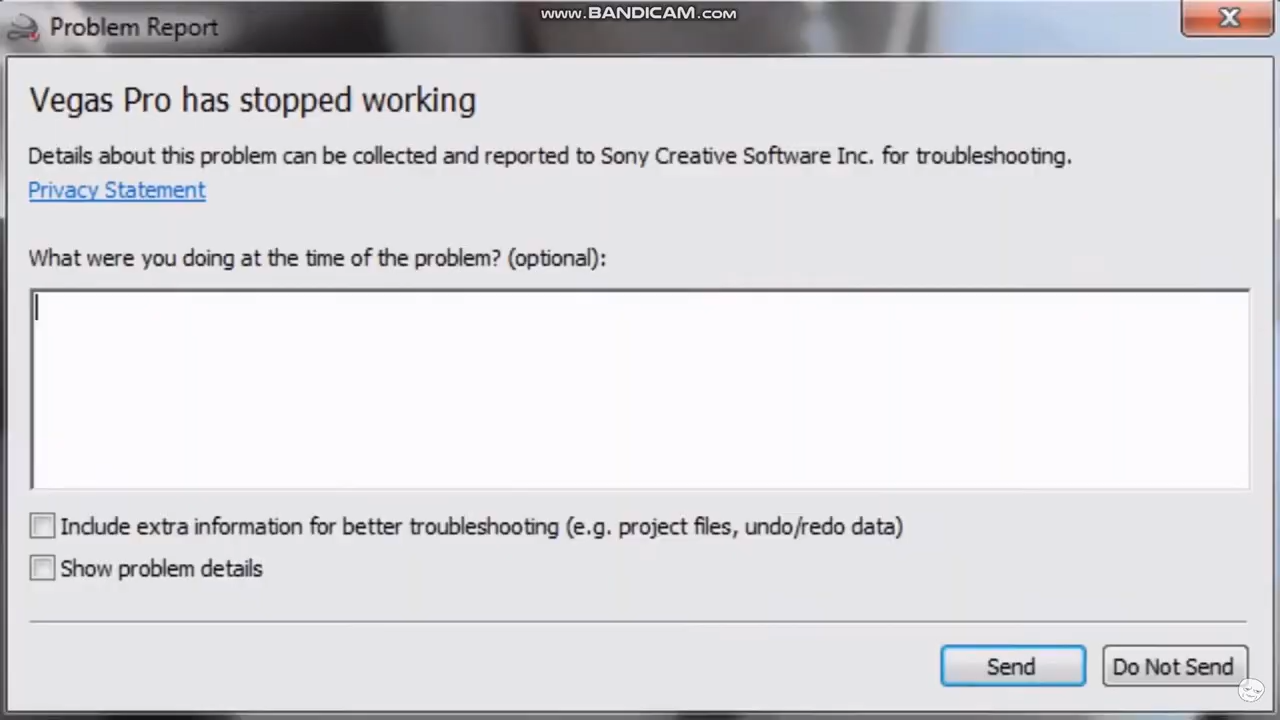 www.BANDICAM.com
Problem Report
Vegas Pro has stopped working
Details about this problem can be collected and reported to Sony Creative Software Inc. for troubleshooting.
Privacy Statement
What were you doing at the time of the problem? (optional):
Include extra information for better troubleshooting (e.g. project files, undo/redo data)
Show problem details
Send
Do Not Send